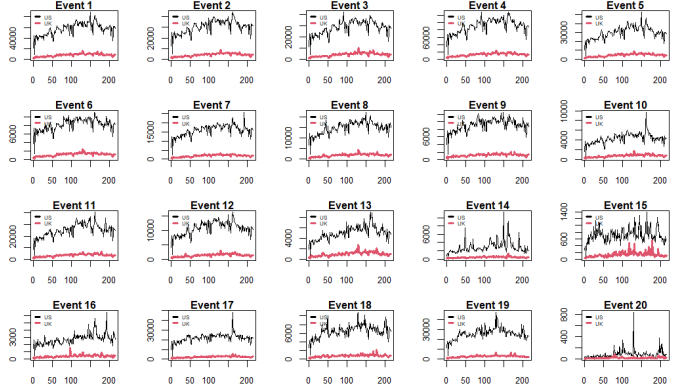 Event 1
Event 2
Event 3
Event 4
Event 5
US
UK
US
UK
US
UK
US
UK
US
UK
0 40000
0 20000
0 20000
0 60000
0 30000
0 50 100 200
0 50 100 200
0 50 100 200
0 50 100 200
0 50 100 200
Event 6
Event 7
Event 8
Event 9
Event 10
US
UK
US
UK
US
UK
US
UK
US
UK
0 6000
0 15000
0 10000
0 6000
0 4000 10000
0 50 100 200
0 50 100 200
0 50 100 200
0 50 100 200
0 50 100 200
Event 11
Event 12
Event 13
Event 14
Event 15
US
UK
US
UK
US
UK
US
UK
US
UK
0 20000
0 10000
0 4000
0 6000
0 600 1400
0 50 100 200
0 50 100 200
0 50 100 200
0 50 100 200
0 50 100 200
Event 16
Event 17
Event 18
Event 19
Event 20
US
UK
US
UK
US
UK
US
UK
US
UK
0 3000
0 30000
0 6000
0 30000
0 400 800
0 50 100 200
0 50 100 200
0 50 100 200
0 50 100 200
0 50 100 200